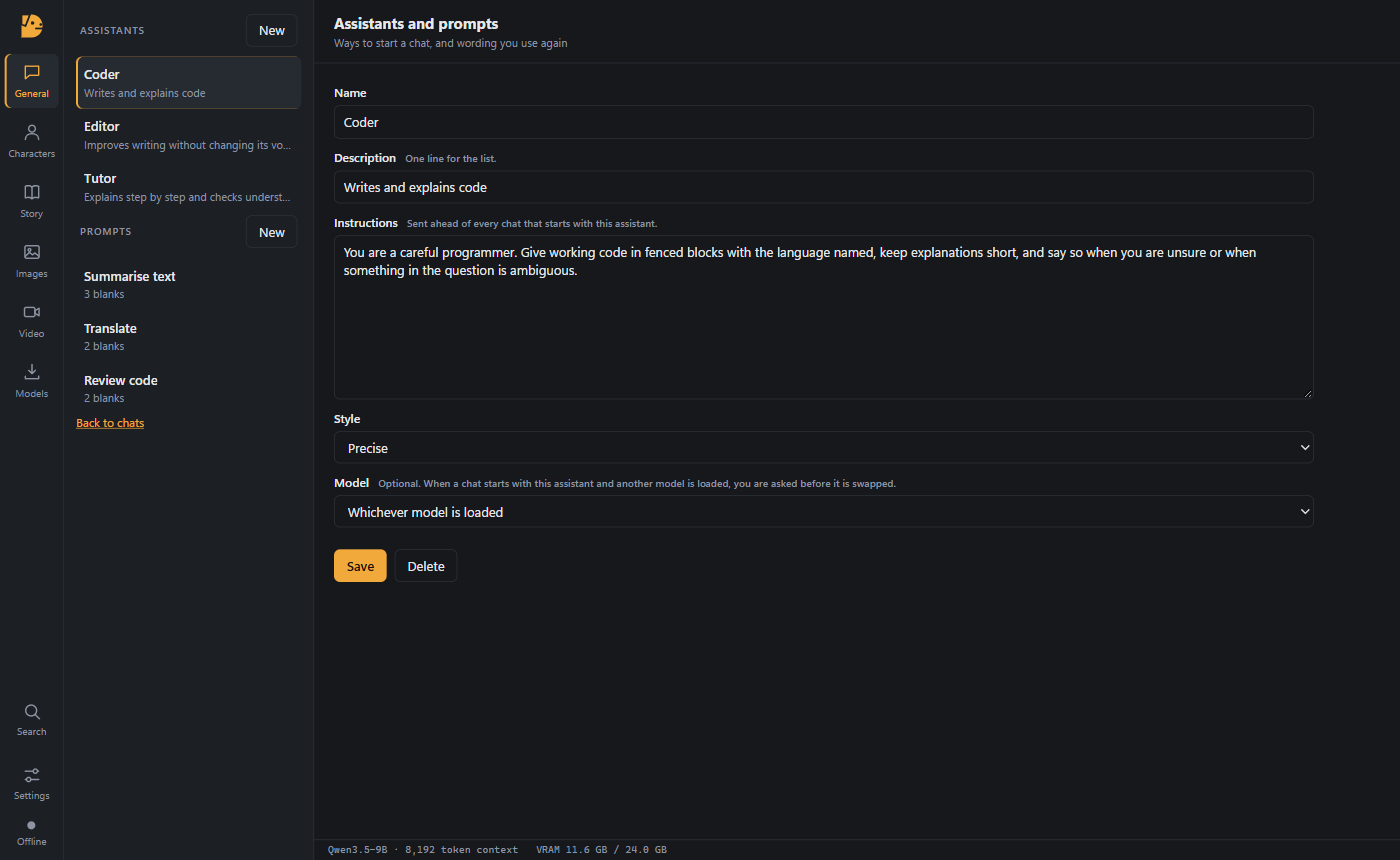 General
Characters
Story
Images
Video
Models
Search
Settings
Offline
ASSISTANTS
New
Coder
Writes and explains code
Editor
Improves writing without changing its vo...
Tutor
Explains step by step and checks underst...
PROMPTS
New
Summarise text
3 blanks
Translate
2 blanks
Review code
2 blanks
Back to chats
Assistants and prompts
Ways to start a chat, and wording you use again
Name
Coder
Description One line for the list.
Writes and explains code
Instructions Sent ahead of every chat that starts with this assistant.
You are a careful programmer. Give working code in fenced blocks with the language named, keep explanations short, and say so when you are unsure or when
something in the question is ambiguous.
Style
Precise
Model Optional. When a chat starts with this assistant and another model is loaded, you are asked before it is swapped.
Whichever model is loaded
Save Delete
Qwen3.5-9B · 8,192 token context VRAM 11.6 GB / 24.0 GB